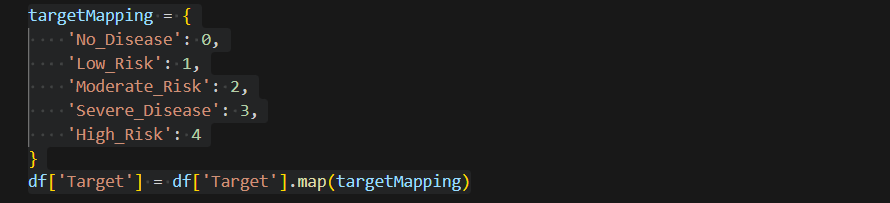 targetMapping = {
    'No_Disease': 0,
    'Low_Risk': 1,
    'Moderate_Risk': 2,
    'Severe_Disease': 3,
    'High_Risk': 4
}
df['Target'] = df['Target'].map(targetMapping)